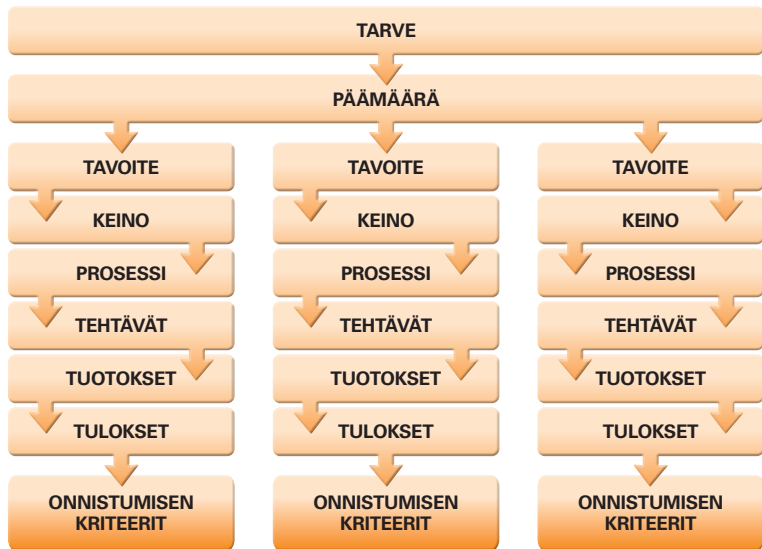 TARVE
PÄÄMÄÄRÄ
TAVOITE
KEINO
PROSESSI
TEHTÄVÄT
TUOTOKSET
TULOKSET
ONNISTUMISEN
KRITEERIT
TAVOITE
KEINO
PROSESSI
TEHTÄVÄT
TUOTOKSET
TULOKSET
ONNISTUMISEN
KRITEERIT
TAVOITE
KEINO
PROSESSI
TEHTÄVÄT
TUOTOKSET
TULOKSET
ONNISTUMISEN
KRITEERIT